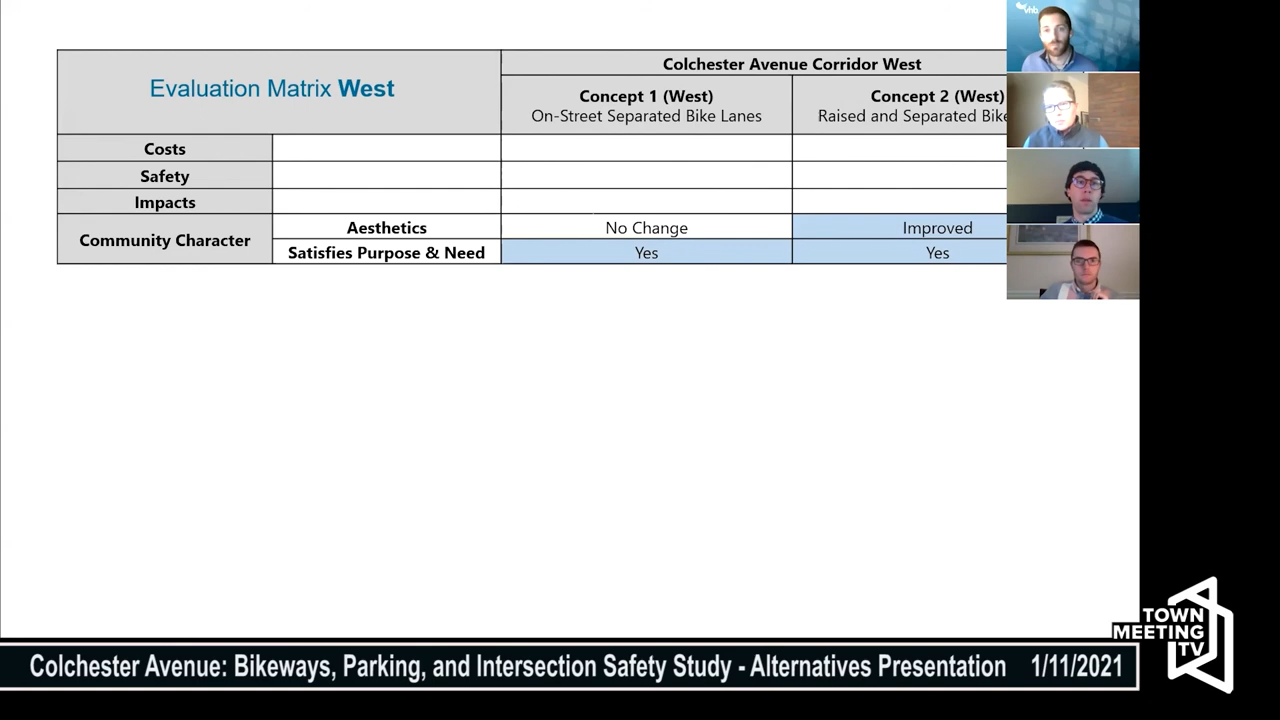 vhb
Evaluation Matrix West
Colchester Avenue Corridor West
Concept 1 (West)
On-Street Separated Bike Lanes
Concept 2 (West)
Raised and Separated Bike
Costs
Safety
Impacts
Community Character
Aesthetics
No Change
Improved
Satisfies Purpose & Need
Yes
Yes
TOWN
MEETING
TV
Colchester Avenue: Bikeways, Parking, and Intersection Safety Study - Alternatives Presentation 1/11/2021